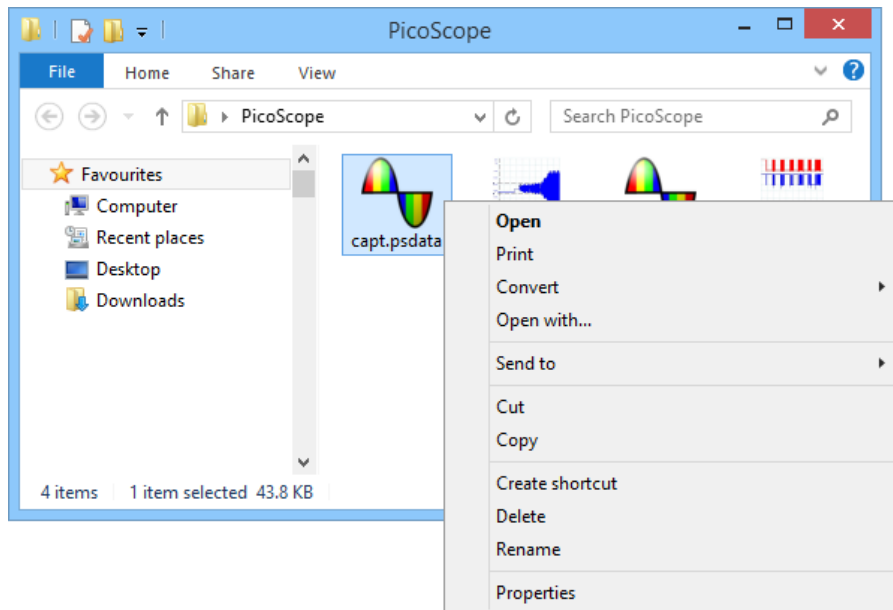 PicoScope
File Home Share View
PicoScope Search PicoScope
Favourites
Computer
Recent places
Desktop
Downloads
capt.psdata
4 items 1 item selected 43.8 KB
Open
Print
Convert
Open with...
Send to
Cut
Copy
Create shortcut
Delete
Rename
Properties